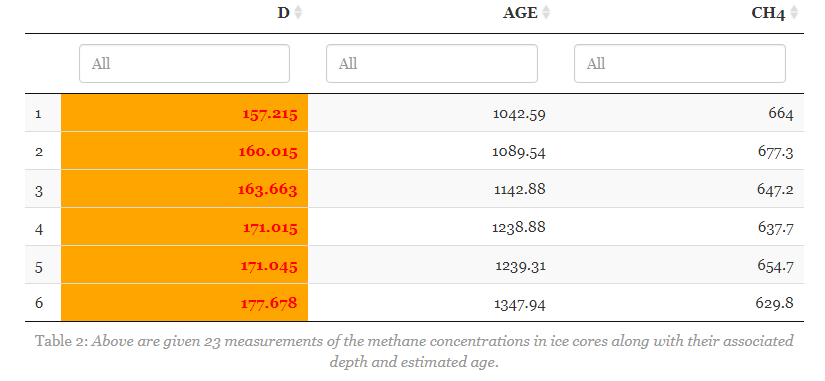 D AGE CH4
All All All
1 157.215 1042.59 664
2 160.015 1089.54 677.3
3 163.663 1142.88 647.2
4 171.015 1238.88 637.7
5 171.045 1239.31 654.7
6 177.678 1347.94 629.8
Table 2: Above are given 23 measurements of the methane concentrations in ice cores along with their associated
depth and estimated age.